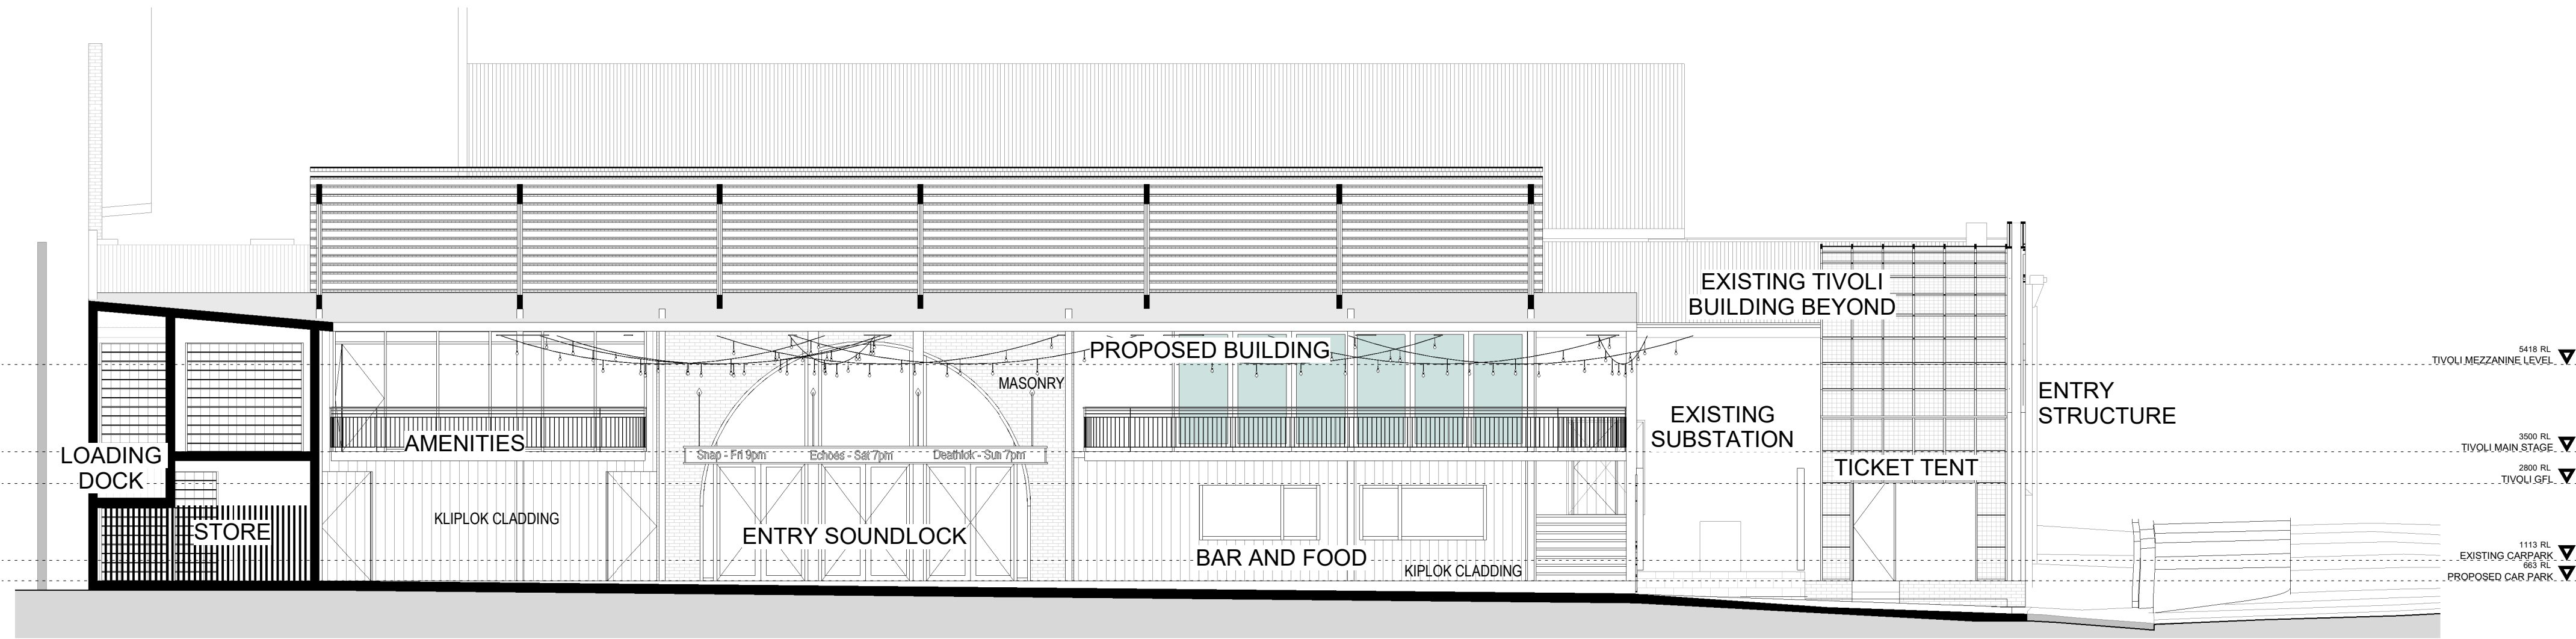 EXISTING TIVOLI
BUILDING BEYOND
PROPOSED BUILDING
5418 RL
TIVOLI MEZZANINE LEVEL
MASONRY
ENTRY
STRUCTURE
EXISTING
SUBSTATION
AMENITIES
3500 RL
TIVOLI MAIN STAGE
LOADING
DOCK
Snap - Fri 9pm
Echoes - Sat 7pm
Deathlok - Sun 7pm
TICKET TENT
2800 RL
TIVOLI GFL
KLIPLOK CLADDING
STORE
ENTRY SOUNDLOCK
BAR AND FOOD
1113 RL
EXISTING CARPARK
663 RL
KIPLOK CLADDING
PROPOSED CAR PARK